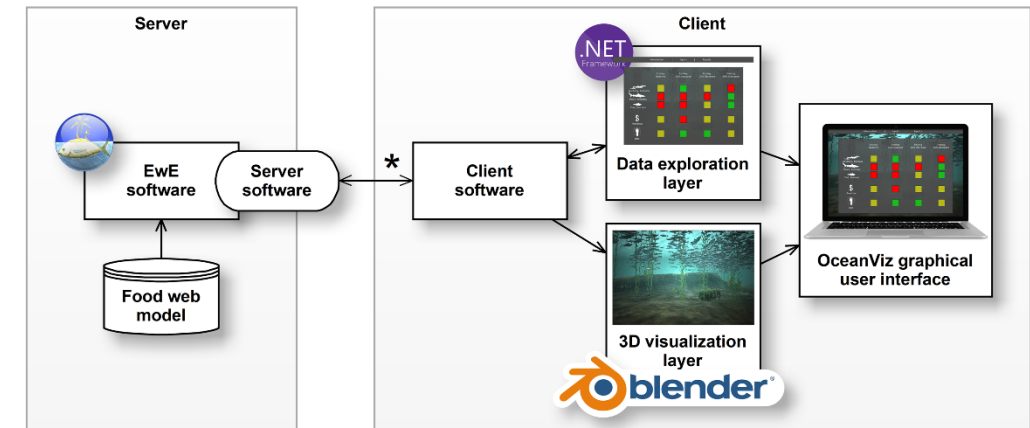 Server
Client
.NET
Framework
EwE
software
Server
software
*
Client
software
Data exploration
layer
Food web
model
3D visualization
layer
blender
OceanViz graphical
user interface